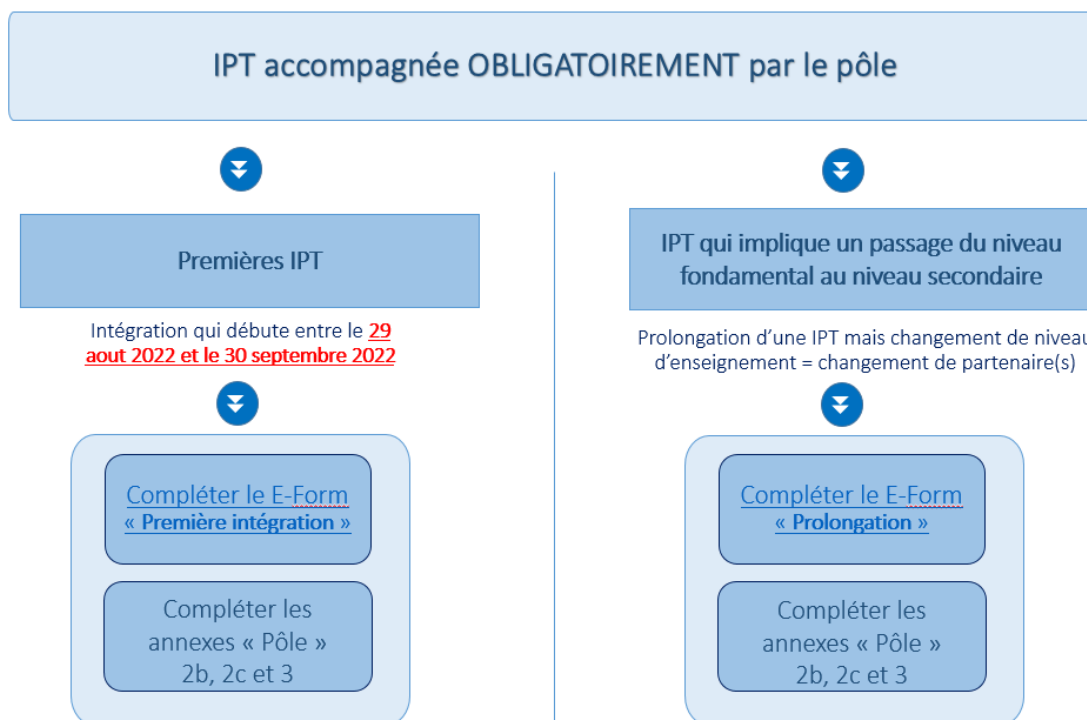 IPT accompagnée OBLIGATOIREMENT par le pôle
Premières IPT
Intégration qui débute entre le 29
aout 2022 et le 30 septembre 2022
Compléter le E-Form
« Première intégration »
Compléter les
annexes « Pôle »
2b, 2c et 3
IPT qui implique un passage du niveau
fondamental au niveau secondaire
Prolongation d’une IPT mais changement de niveau
d’enseignement = changement de partenaire(s)
Compléter le E-Form
« Prolongation »
Compléter les
annexes « Pôle »
2b, 2c et 3